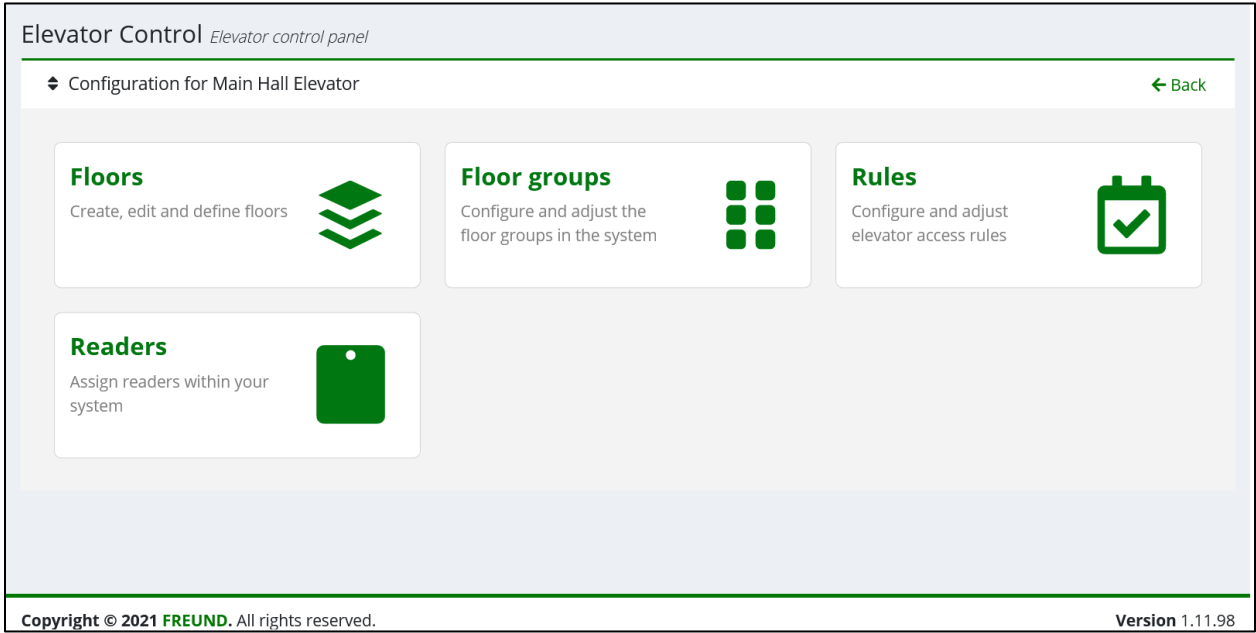 Elevator Control Elevator control panel
Configuration for Main Hall Elevator
Back
Floors
Create, edit and define floors
Floor groups
Configure and adjust the
floor groups in the system
Rules
Configure and adjust
elevator access rules
Readers
Assign readers within your
system
Copyright © 2021 FREUND. All rights reserved.
Version 1.11.98